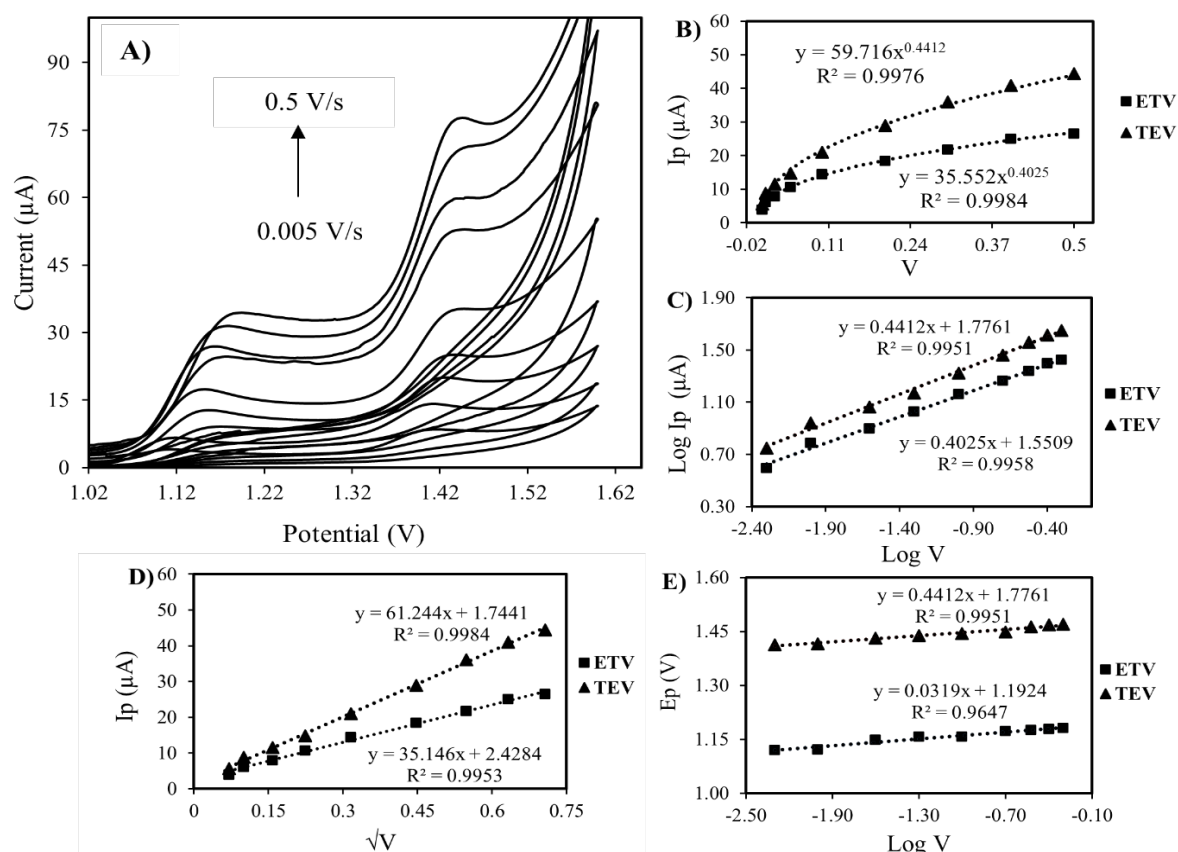 A)
0.5 V/s
0.005 V/s
90
75
60
45
30
15
0
1.02
1.12
1.22
1.32
1.42
1.52
1.62
Current (µA)
Potential (V)
B)
y = 59.716x^0.4412
R² = 0.9976
y = 35.552x^0.4025
R² = 0.9984
60
50
40
30
20
10
0
-0.02
0.11
0.24
0.37
0.5
Ip (µA)
V
ETV
TEV
C)
y = 0.4412x + 1.7761
R² = 0.9951
y = 0.4025x + 1.5509
R² = 0.9958
1.90
1.50
1.10
0.70
0.30
-2.40
-1.90
-1.40
-0.90
-0.40
Log Ip (µA)
Log V
ETV
TEV
D)
y = 61.244x + 1.7441
R² = 0.9984
y = 35.146x + 2.4284
R² = 0.9953
60
50
40
30
20
10
0
0
0.15
0.3
0.45
0.6
0.75
Ip (µA)
√V
ETV
TEV
E)
y = 0.4412x + 1.7761
R² = 0.9951
y = 0.0319x + 1.1924
R² = 0.9647
1.60
1.45
1.30
1.15
1.00
-2.50
-1.90
-1.30
-0.70
-0.10
Ep (V)
Log V
ETV
TEV